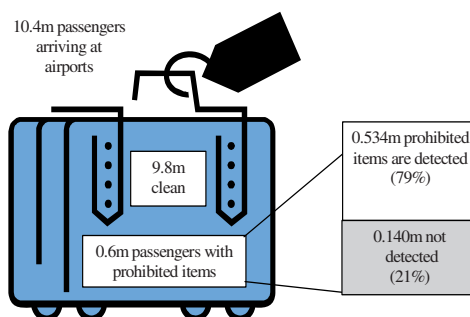 10.4m passengers
arriving at
airports
9.8m
clean
0.6m passengers with
prohibited items
0.534m prohibited
items are detected
(79%)
0.140m not
detected
(21%)